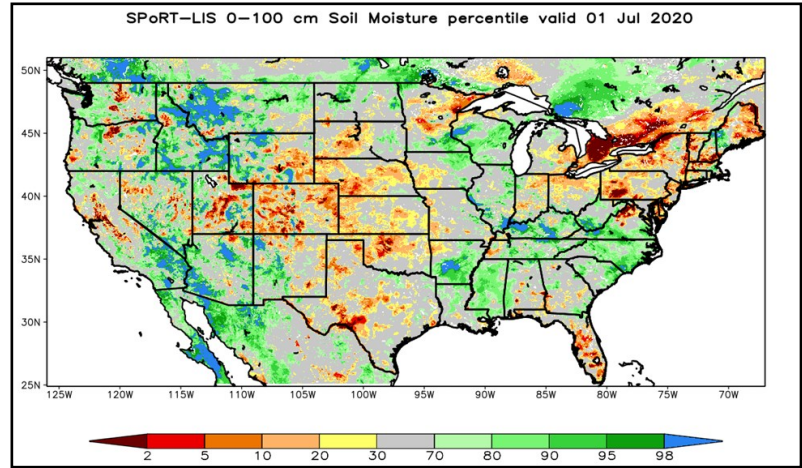 SPoRT-LIS 0-100 cm Soil Moisture percentile valid 01 Jul 2020
50N
45N
40N
35N
30N
25N
125W 120W 115W 110W 105W 100W 95W 90W 85W 80W 75W 70W
2 5 10 20 30 70 80 90 95 98